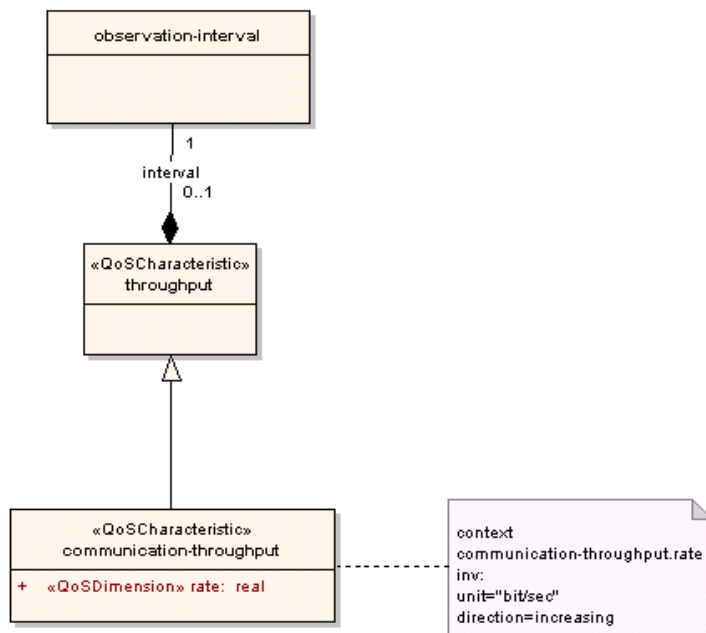 observation-interval
1
interval
0..1
«QoSCharacteristic»
throughput
«QoSCharacteristic»
communication-throughput
+ «QoSDimension» rate: real
context
communication-throughput.rate
inv:
unit="bit/sec"
direction=increasing